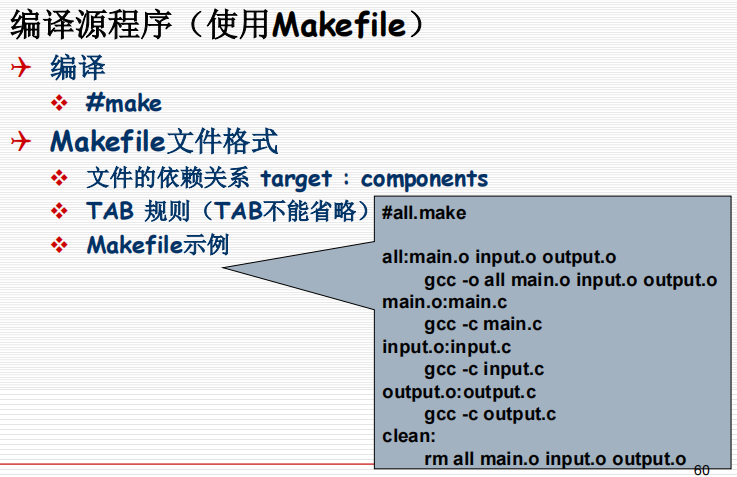 编译源程序（使用Makefile）
编译
#make
Makefile文件格式
文件的依赖关系 target : components
TAB 规则（TAB不能省略）
Makefile示例
#all.make
all:main.o input.o output.o
gcc -o all main.o input.o output.o
main.o:main.c
gcc -c main.c
input.o:input.c
gcc -c input.c
output.o:output.c
gcc -c output.c
clean:
rm all main.o input.o output.o
60